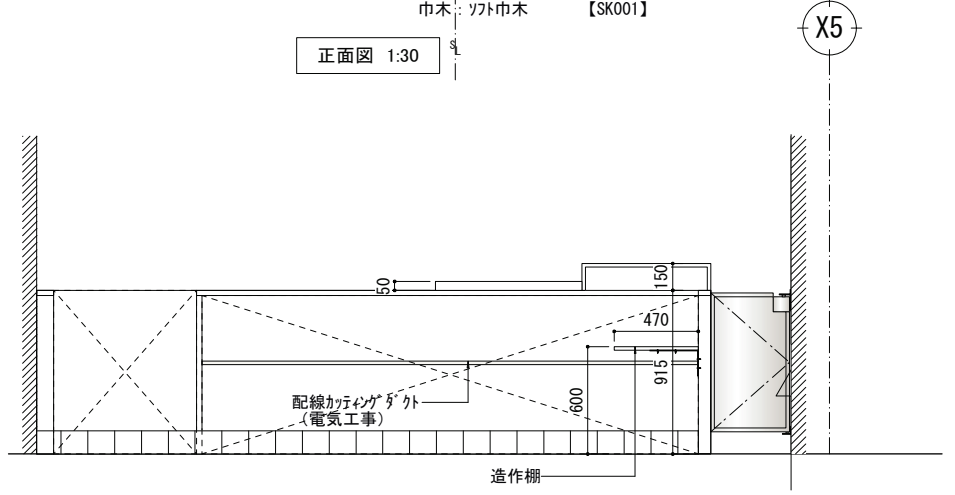 巾木：ソフト巾木　　　【SK001】
X5
正面図 1:30
SL
50
150
470
915
600
配線カッティングダクト
（電気工事）
造作棚